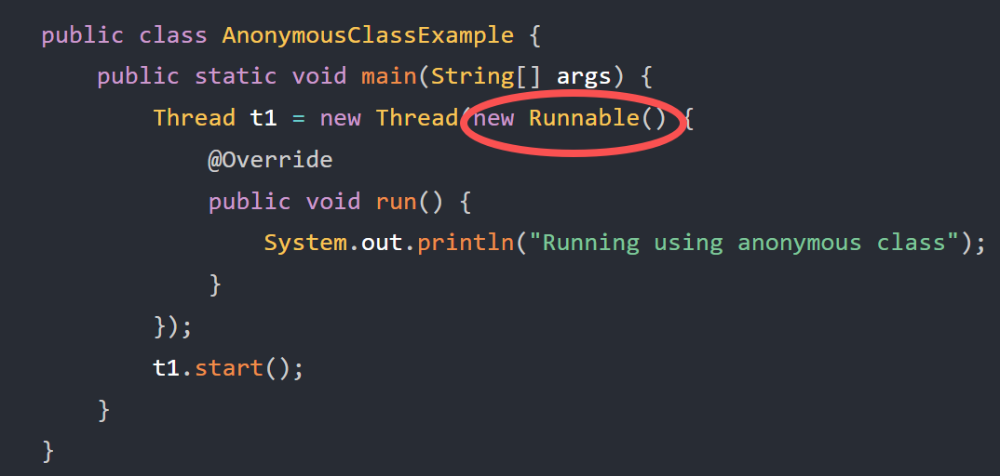 public class AnonymousClassExample {
    public static void main(String[] args) {
        Thread t1 = new Thread(new Runnable() {
            @Override
            public void run() {
                System.out.println("Running using anonymous class");
            }
        });
        t1.start();
    }
}